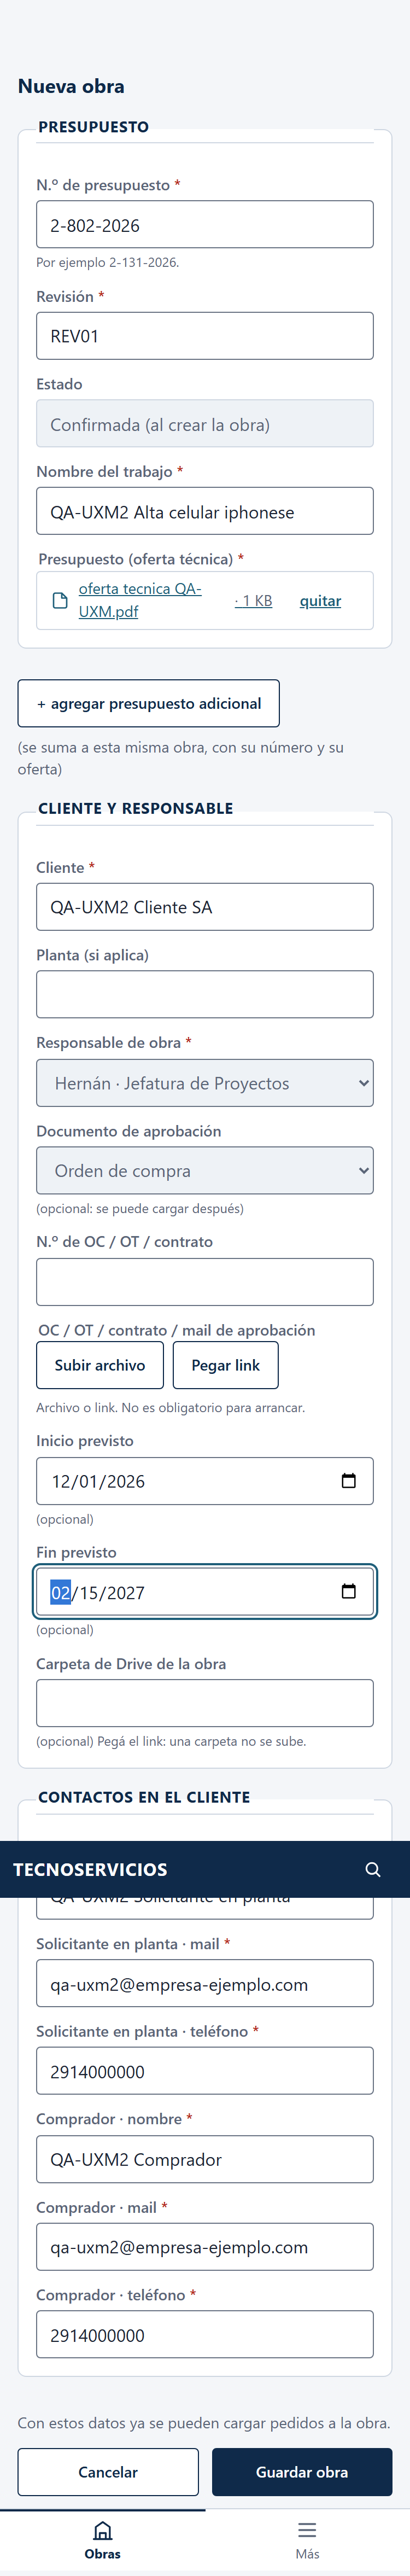 Nueva obra
PRESUPUESTO
N.º de presupuesto *
2-802-2026
Por ejemplo 2-131-2026.
Revisión *
REV01
Estado
Confirmada (al crear la obra)
Nombre del trabajo *
QA-UXM2 Alta celular iphonese
Presupuesto (oferta técnica) *
oferta tecnica QA-
UXM.pdf
· 1 KB
quitar
+ agregar presupuesto adicional
(se suma a esta misma obra, con su número y su
oferta)
CLIENTE Y RESPONSABLE
Cliente *
QA-UXM2 Cliente SA
Planta (si aplica)
Responsable de obra *
Hernán · Jefatura de Proyectos
Documento de aprobación
Orden de compra
(opcional: se puede cargar después)
N.º de OC / OT / contrato
OC / OT / contrato / mail de aprobación
Subir archivo
Pegar link
Archivo o link. No es obligatorio para arrancar.
Inicio previsto
12/01/2026
(opcional)
Fin previsto
02/15/2027
(opcional)
Carpeta de Drive de la obra
(opcional) Pegá el link: una carpeta no se sube.
CONTACTOS EN EL CLIENTE
TECNOSERVICIOS
QA-UXM2 Solicitante en planta
Solicitante en planta · mail *
qa-uxm2@empresa-ejemplo.com
Solicitante en planta · teléfono *
2914000000
Comprador · nombre *
QA-UXM2 Comprador
Comprador · mail *
qa-uxm2@empresa-ejemplo.com
Comprador · teléfono *
2914000000
Con estos datos ya se pueden cargar pedidos a la obra.
Cancelar
Guardar obra
Obras
Más